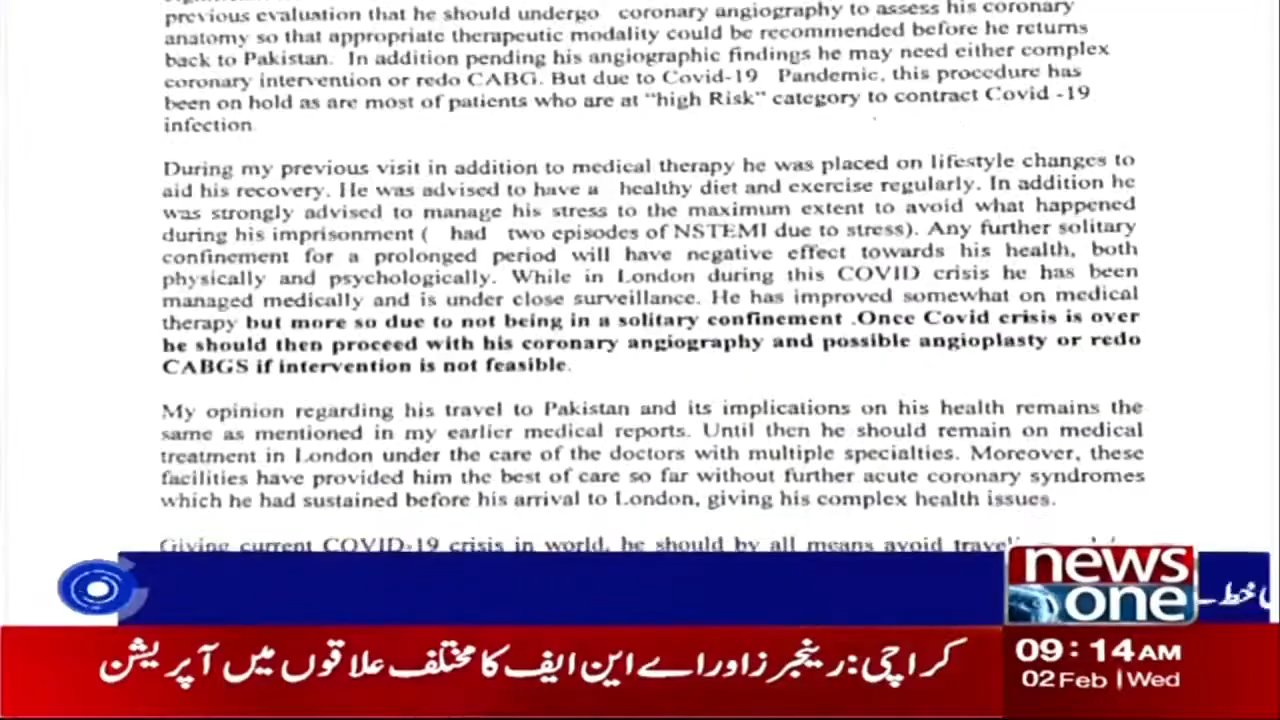 previous evaluation that he should undergo coronary angiography to assess his coronary
anatomy so that appropriate therapeutic modality could be recommended before he returns
back to Pakistan. In addition pending his angiographic findings he may need either complex
coronary intervention or redo CABG. But due to Covid-19 Pandemic, this procedure has
been on hold as are most of patients who are at “high Risk” category to contract Covid -19
infection
During my previous visit in addition to medical therapy he was placed on lifestyle changes to
aid his recovery. He was advised to have a healthy diet and exercise regularly. In addition he
was strongly advised to manage his stress to the maximum extent to avoid what happened
during his imprisonment ( had two episodes of NSTEMI due to stress). Any further solitary
confinement for a prolonged period will have negative effect towards his health, both
physically and psychologically. While in London during this COVID crisis he has been
managed medically and is under close surveillance. He has improved somewhat on medical
therapy but more so due to not being in a solitary confinement .Once Covid crisis is over
he should then proceed with his coronary angiography and possible angioplasty or redo
CABGS if intervention is not feasible.
My opinion regarding his travel to Pakistan and its implications on his health remains the
same as mentioned in my earlier medical reports. Until then he should remain on medical
treatment in London under the care of the doctors with multiple specialties. Moreover, these
facilities have provided him the best of care so far without further acute coronary syndromes
which he had sustained before his arrival to London, giving his complex health issues.
Giving current COVID-19 crisis in world, he should by all means avoid
news
one
خط۔
کراچی: رینجرز اور اے این ایف کا مختلف علاقوں میں آپریشن
09:14AM
02Feb | Wed